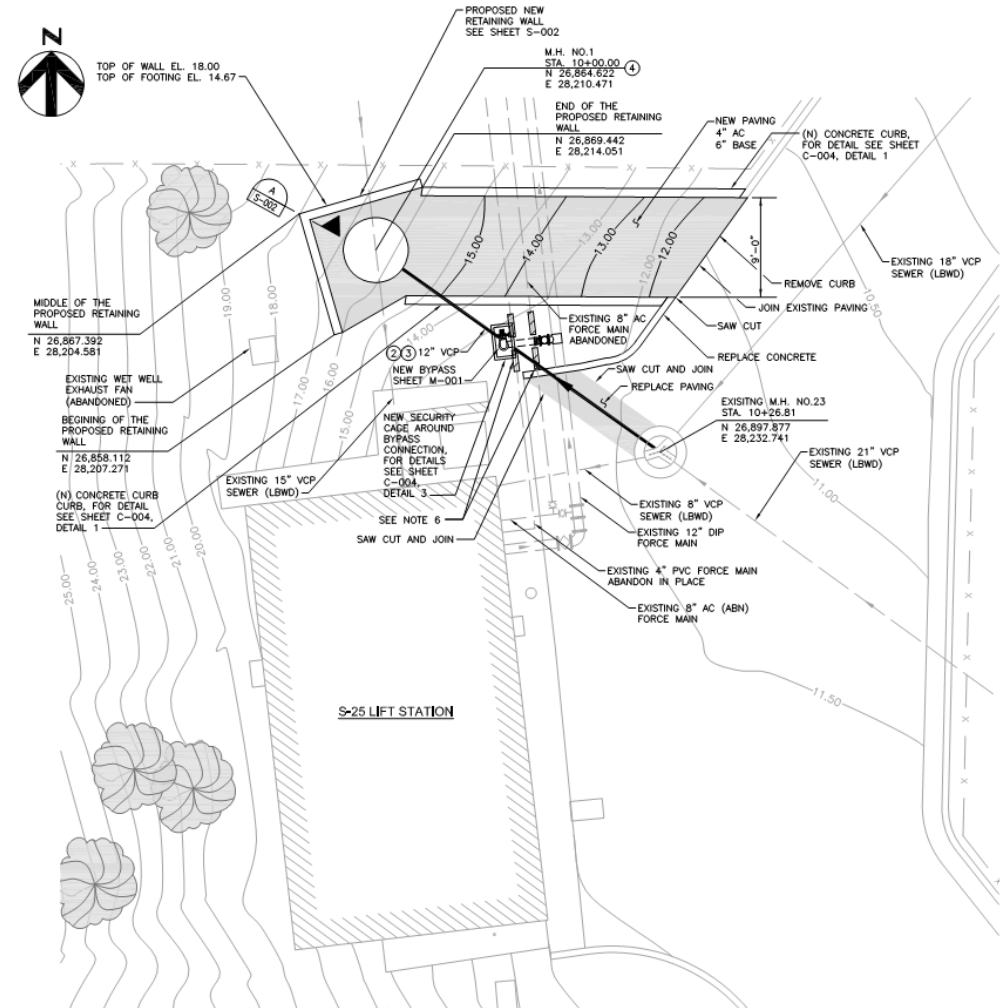 N
TOP OF WALL EL. 18.00
TOP OF FOOTING EL. 14.67
PROPOSED NEW
RETAINING WALL
SEE SHEET S-002
M.H. NO.1
STA. 10+00.00 4
N 26,864.622
E 28,210.471
END OF THE
PROPOSED RETAINING
WALL
N 26,869.442
E 28,214.051
NEW PAVING
4" AC
6" BASE
(N) CONCRETE CURB,
FOR DETAIL SEE SHEET
C-004, DETAIL 1
A
S-002
15.00
14.00
13.00
13.00
12.00
12.00
9'-0"
EXISTING 18" VCP
SEWER (LBWD)
REMOVE CURB
10.50
JOIN EXISTING PAVING
SAW CUT
REPLACE CONCRETE
SAW CUT AND JOIN
REPLACE PAVING
MIDDLE OF THE
PROPOSED RETAINING
WALL
N 26,867.392
E 28,204.581
19.00
18.00
17.00
16.00
15.00
14.00
EXISTING 8" AC
FORCE MAIN
ABANDONED
2 3 12" VCP
NEW BYPASS
SHEET M-001
EXISTING WET WELL
EXHAUST FAN
(ABANDONED)
BEGINING OF THE
PROPOSED RETAINING
WALL
N 26,858.112
E 28,207.271
NEW SECURITY
CAGE AROUND
BYPASS
CONNECTION,
FOR DETAILS
SEE SHEET
C-004,
DETAIL 3
EXISITNG M.H. NO.23
STA. 10+26.81
N 26,897.877
E 28,232.741
EXISTING 21" VCP
SEWER (LBWD)
11.00
EXISTING 15" VCP
SEWER (LBWD)
(N) CONCRETE CURB
CURB, FOR DETAIL
SEE SHEET C-004,
DETAIL 1
SEE NOTE 6
SAW CUT AND JOIN
EXISTING 8" VCP
SEWER (LBWD)
EXISTING 12" DIP
FORCE MAIN
EXISTING 4" PVC FORCE MAIN
ABANDON IN PLACE
EXISTING 8" AC (ABN)
FORCE MAIN
25.00
24.00
23.00
22.00
21.00
20.00
11.50
S-25 LIFT STATION